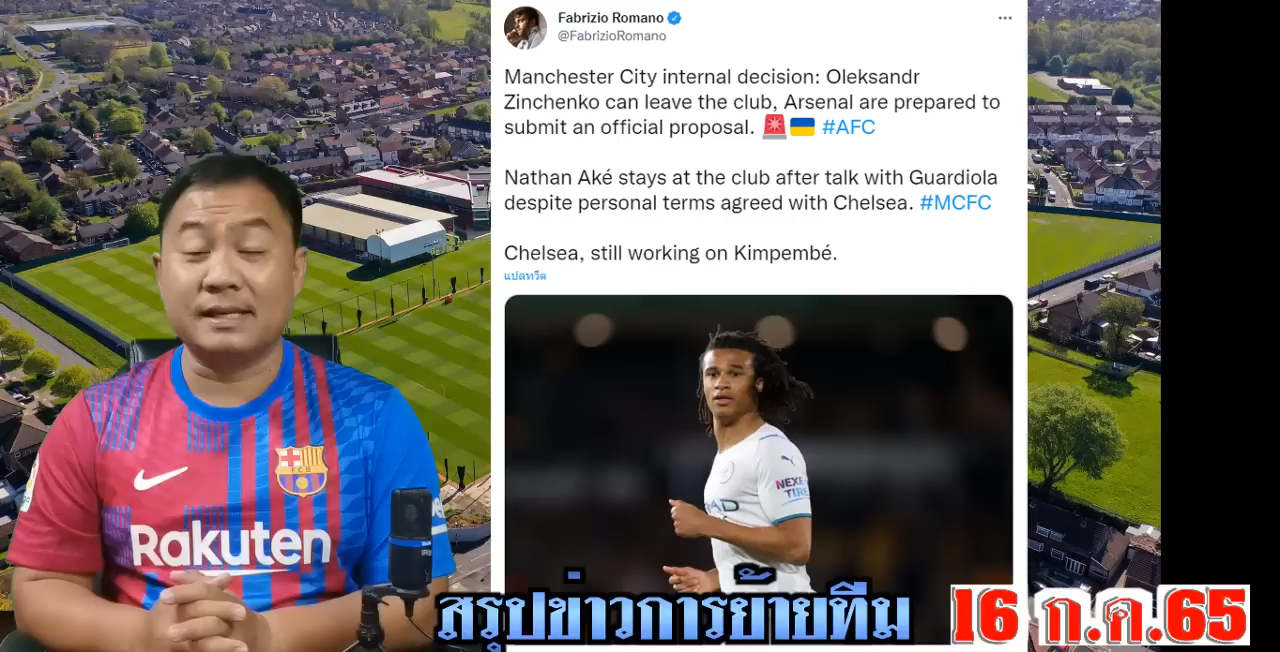 Fabrizio Romano
@FabrizioRomano
Manchester City internal decision: Oleksandr
Zinchenko can leave the club, Arsenal are prepared to
submit an official proposal. 🚨🇺🇦 #AFC
Nathan Aké stays at the club after talk with Guardiola
despite personal terms agreed with Chelsea. #MCFC
Chelsea, still working on Kimpembé.
แปลทวีต
NEXE
TIRE
HAD
FCB
Rakuten
สรุปข่าวการย้ายทีม 16 ก.ค.65